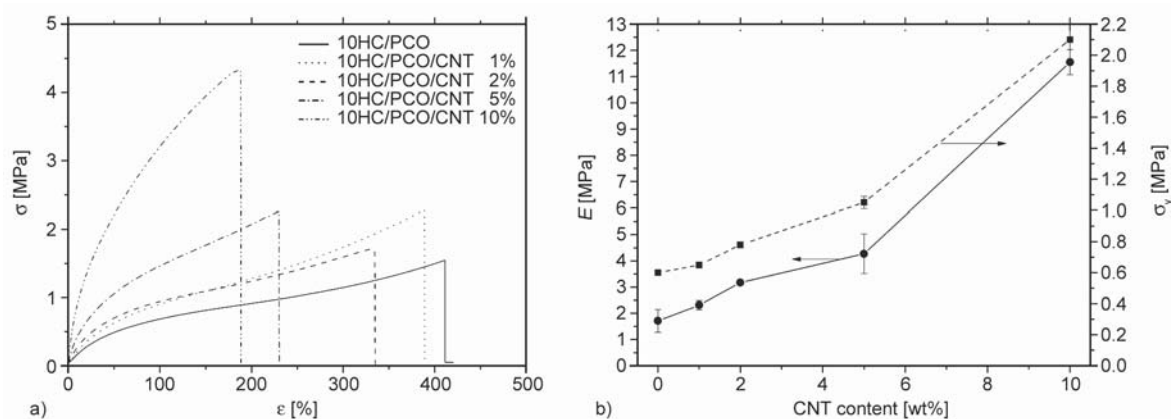 5
4
3
2
1
0
σ [MPa]
10HC/PCO
10HC/PCO/CNT 1%
10HC/PCO/CNT 2%
10HC/PCO/CNT 5%
10HC/PCO/CNT 10%
0 100 200 300 400 500
ε [%]
a)
13
12
11
10
9
8
7
6
5
4
3
2
1
0
E [MPa]
2.2
2.0
1.8
1.6
1.4
1.2
1.0
0.8
0.6
0.4
0.2
0.0
σy [MPa]
0 2 4 6 8 10
CNT content [wt%]
b)